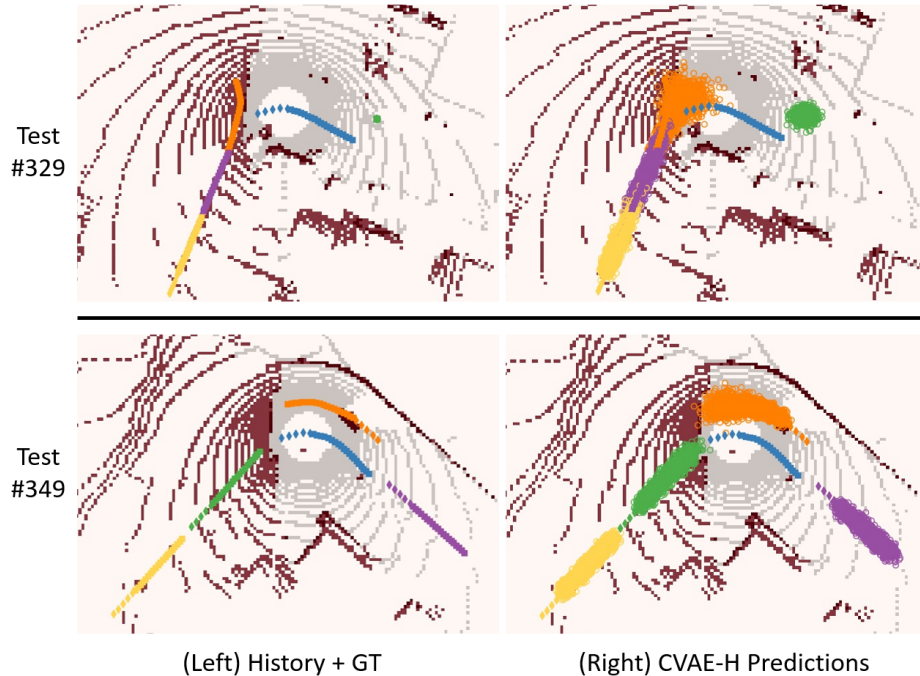 Test
#329
Test
#349
(Left) History + GT
(Right) CVAE-H Predictions